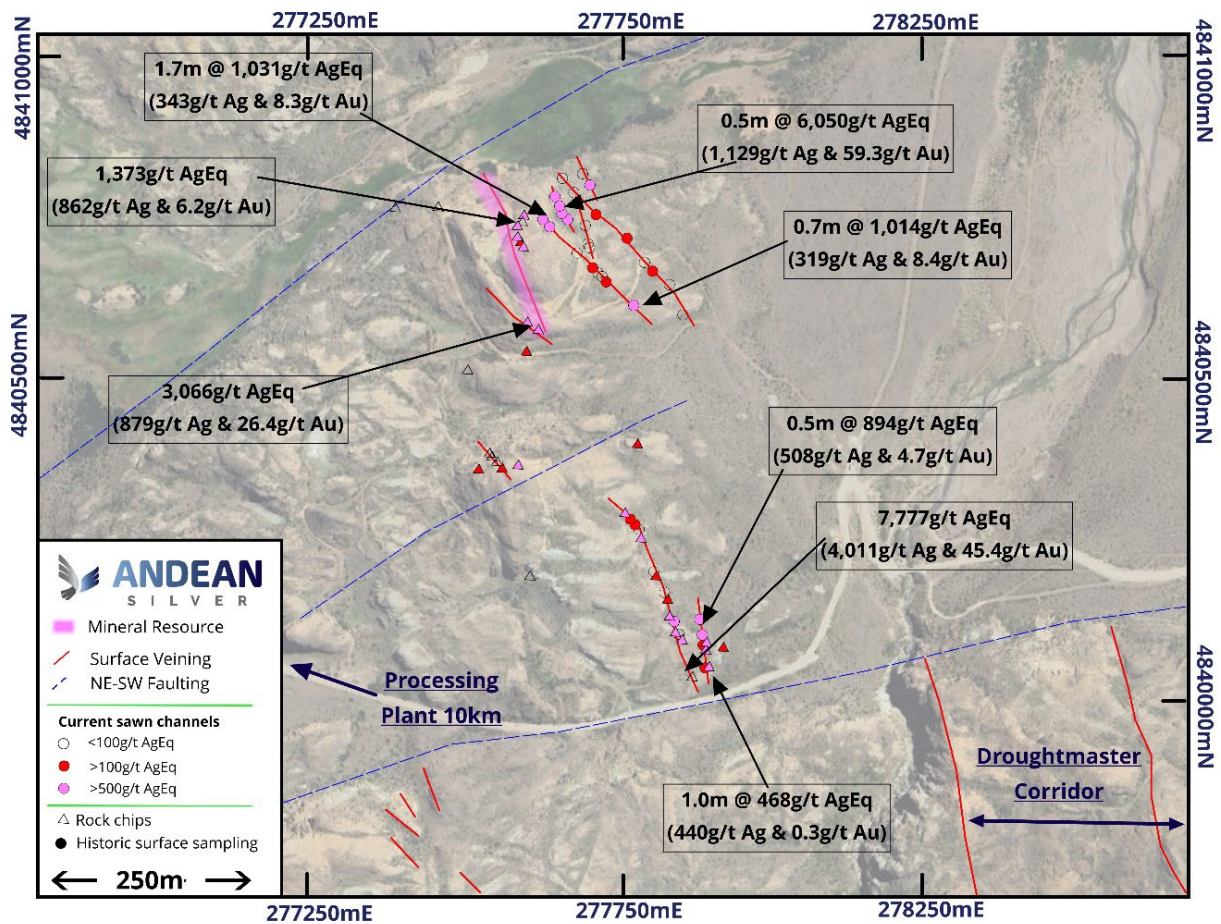 277250mE
277750mE
278250mE
4841000mN
4841000mN
1.7m @ 1,031g/t AgEq
(343g/t Ag & 8.3g/t Au)
0.5m @ 6,050g/t AgEq
(1,129g/t Ag & 59.3g/t Au)
1,373g/t AgEq
(862g/t Ag & 6.2g/t Au)
0.7m @ 1,014g/t AgEq
(319g/t Ag & 8.4g/t Au)
4840500mN
4840500mN
3,066g/t AgEq
(879g/t Ag & 26.4g/t Au)
0.5m @ 894g/t AgEq
(508g/t Ag & 4.7g/t Au)
7,777g/t AgEq
(4,011g/t Ag & 45.4g/t Au)
4840000mN
Processing
Plant 10km
Droughtmaster
Corridor
1.0m @ 468g/t AgEq
(440g/t Ag & 0.3g/t Au)
ANDEAN
SILVER
Mineral Resource
Surface Veining
NE-SW Faulting
Current sawn channels
<100g/t AgEq
>100g/t AgEq
>500g/t AgEq
Rock chips
Historic surface sampling
250m
277250mE
277750mE
278250mE